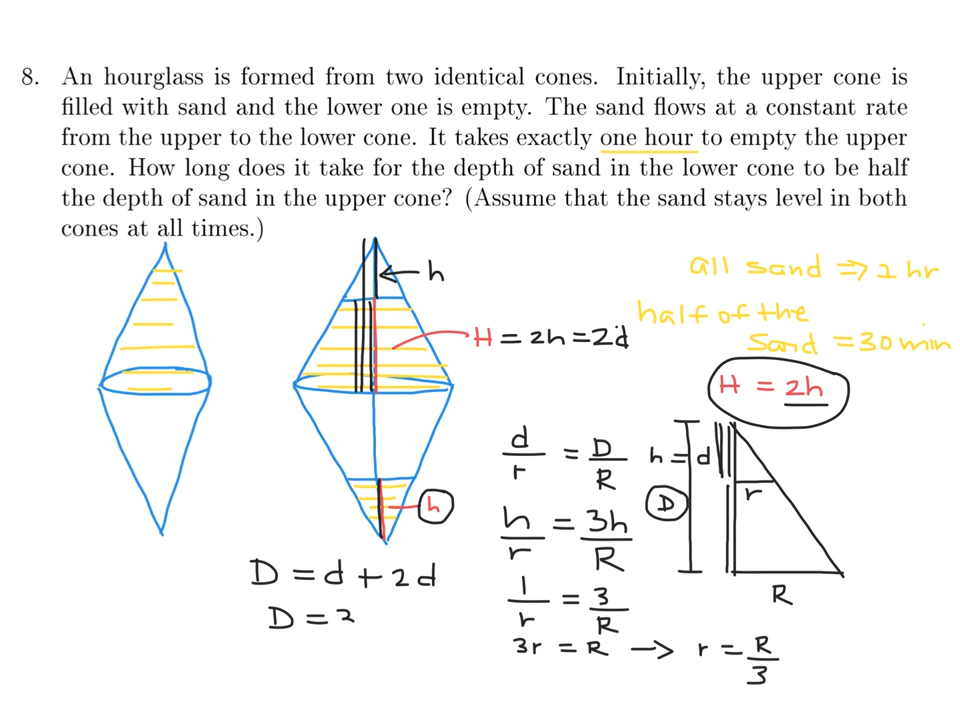 8. An hourglass is formed from two identical cones. Initially, the upper cone is
filled with sand and the lower one is empty. The sand flows at a constant rate
from the upper to the lower cone. It takes exactly one hour to empty the upper
cone. How long does it take for the depth of sand in the lower cone to be half
the depth of sand in the upper cone? (Assume that the sand stays level in both
cones at all times.)
h
all sand ⇒ 1 hr
half of the
sand = 30 min
H = 2h = 2d
H = 2h
d/r = D/R
h = d
D
r
R
h
h/r = 3h/R
1/r = 3/R
3r = R → r = R/3
D = d + 2d
D = 3